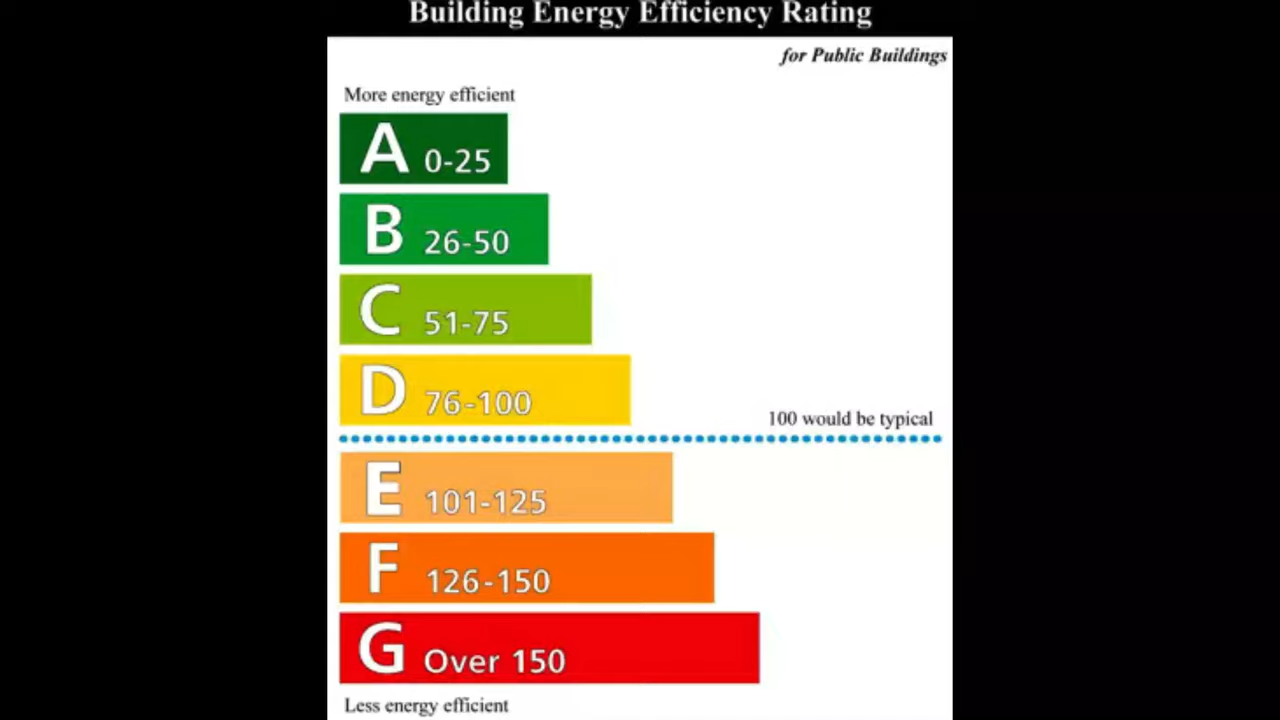 Building Energy Efficiency Rating
for Public Buildings
More energy efficient
A 0-25
B 26-50
C 51-75
D 76-100
100 would be typical
E 101-125
F 126-150
G Over 150
Less energy efficient